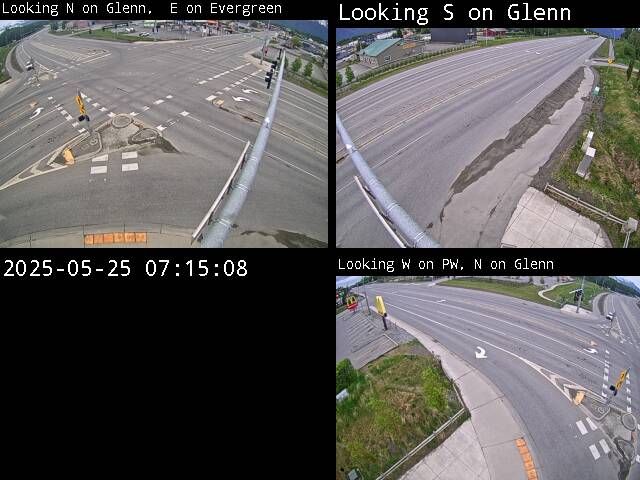 Looking N on Glenn, E on Evergreen
Looking S on Glenn
2025-05-25 07:15:08
Looking W on PW, N on Glenn